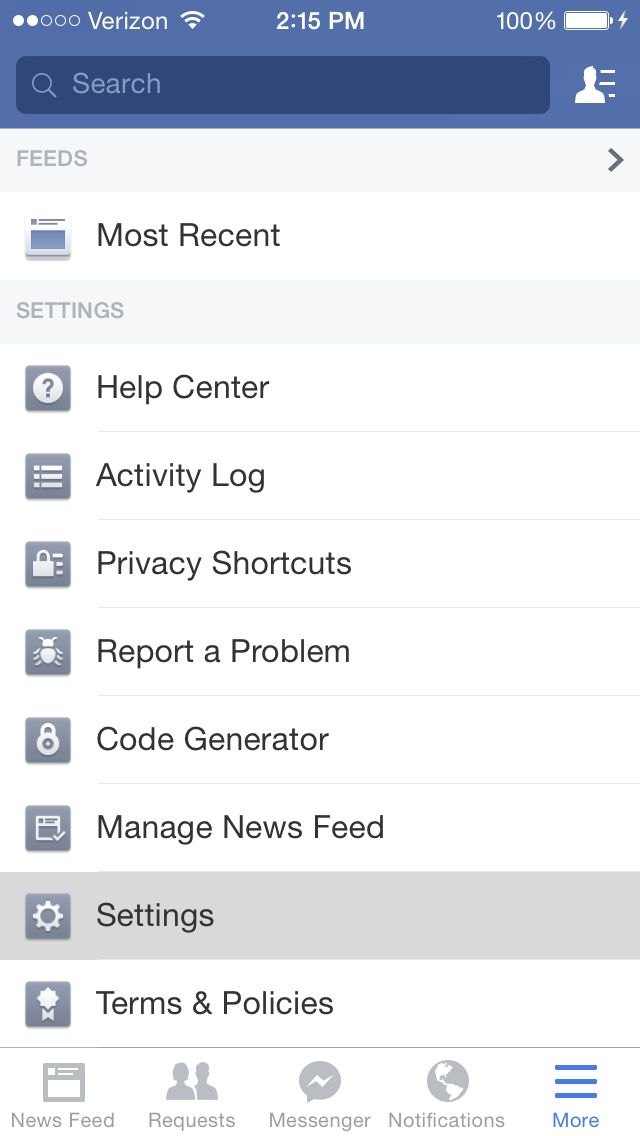 Verizon 2:15 PM 100%
Search
FEEDS
Most Recent
SETTINGS
Help Center
Activity Log
Privacy Shortcuts
Report a Problem
Code Generator
Manage News Feed
Settings
Terms & Policies
News Feed Requests Messenger Notifications More